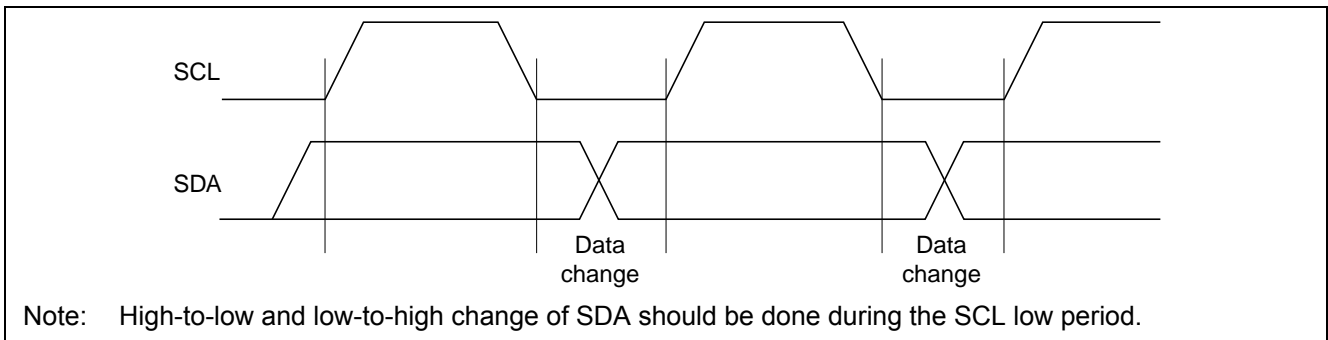 SCL
SDA
Data
change
Data
change
Note: High-to-low and low-to-high change of SDA should be done during the SCL low period.